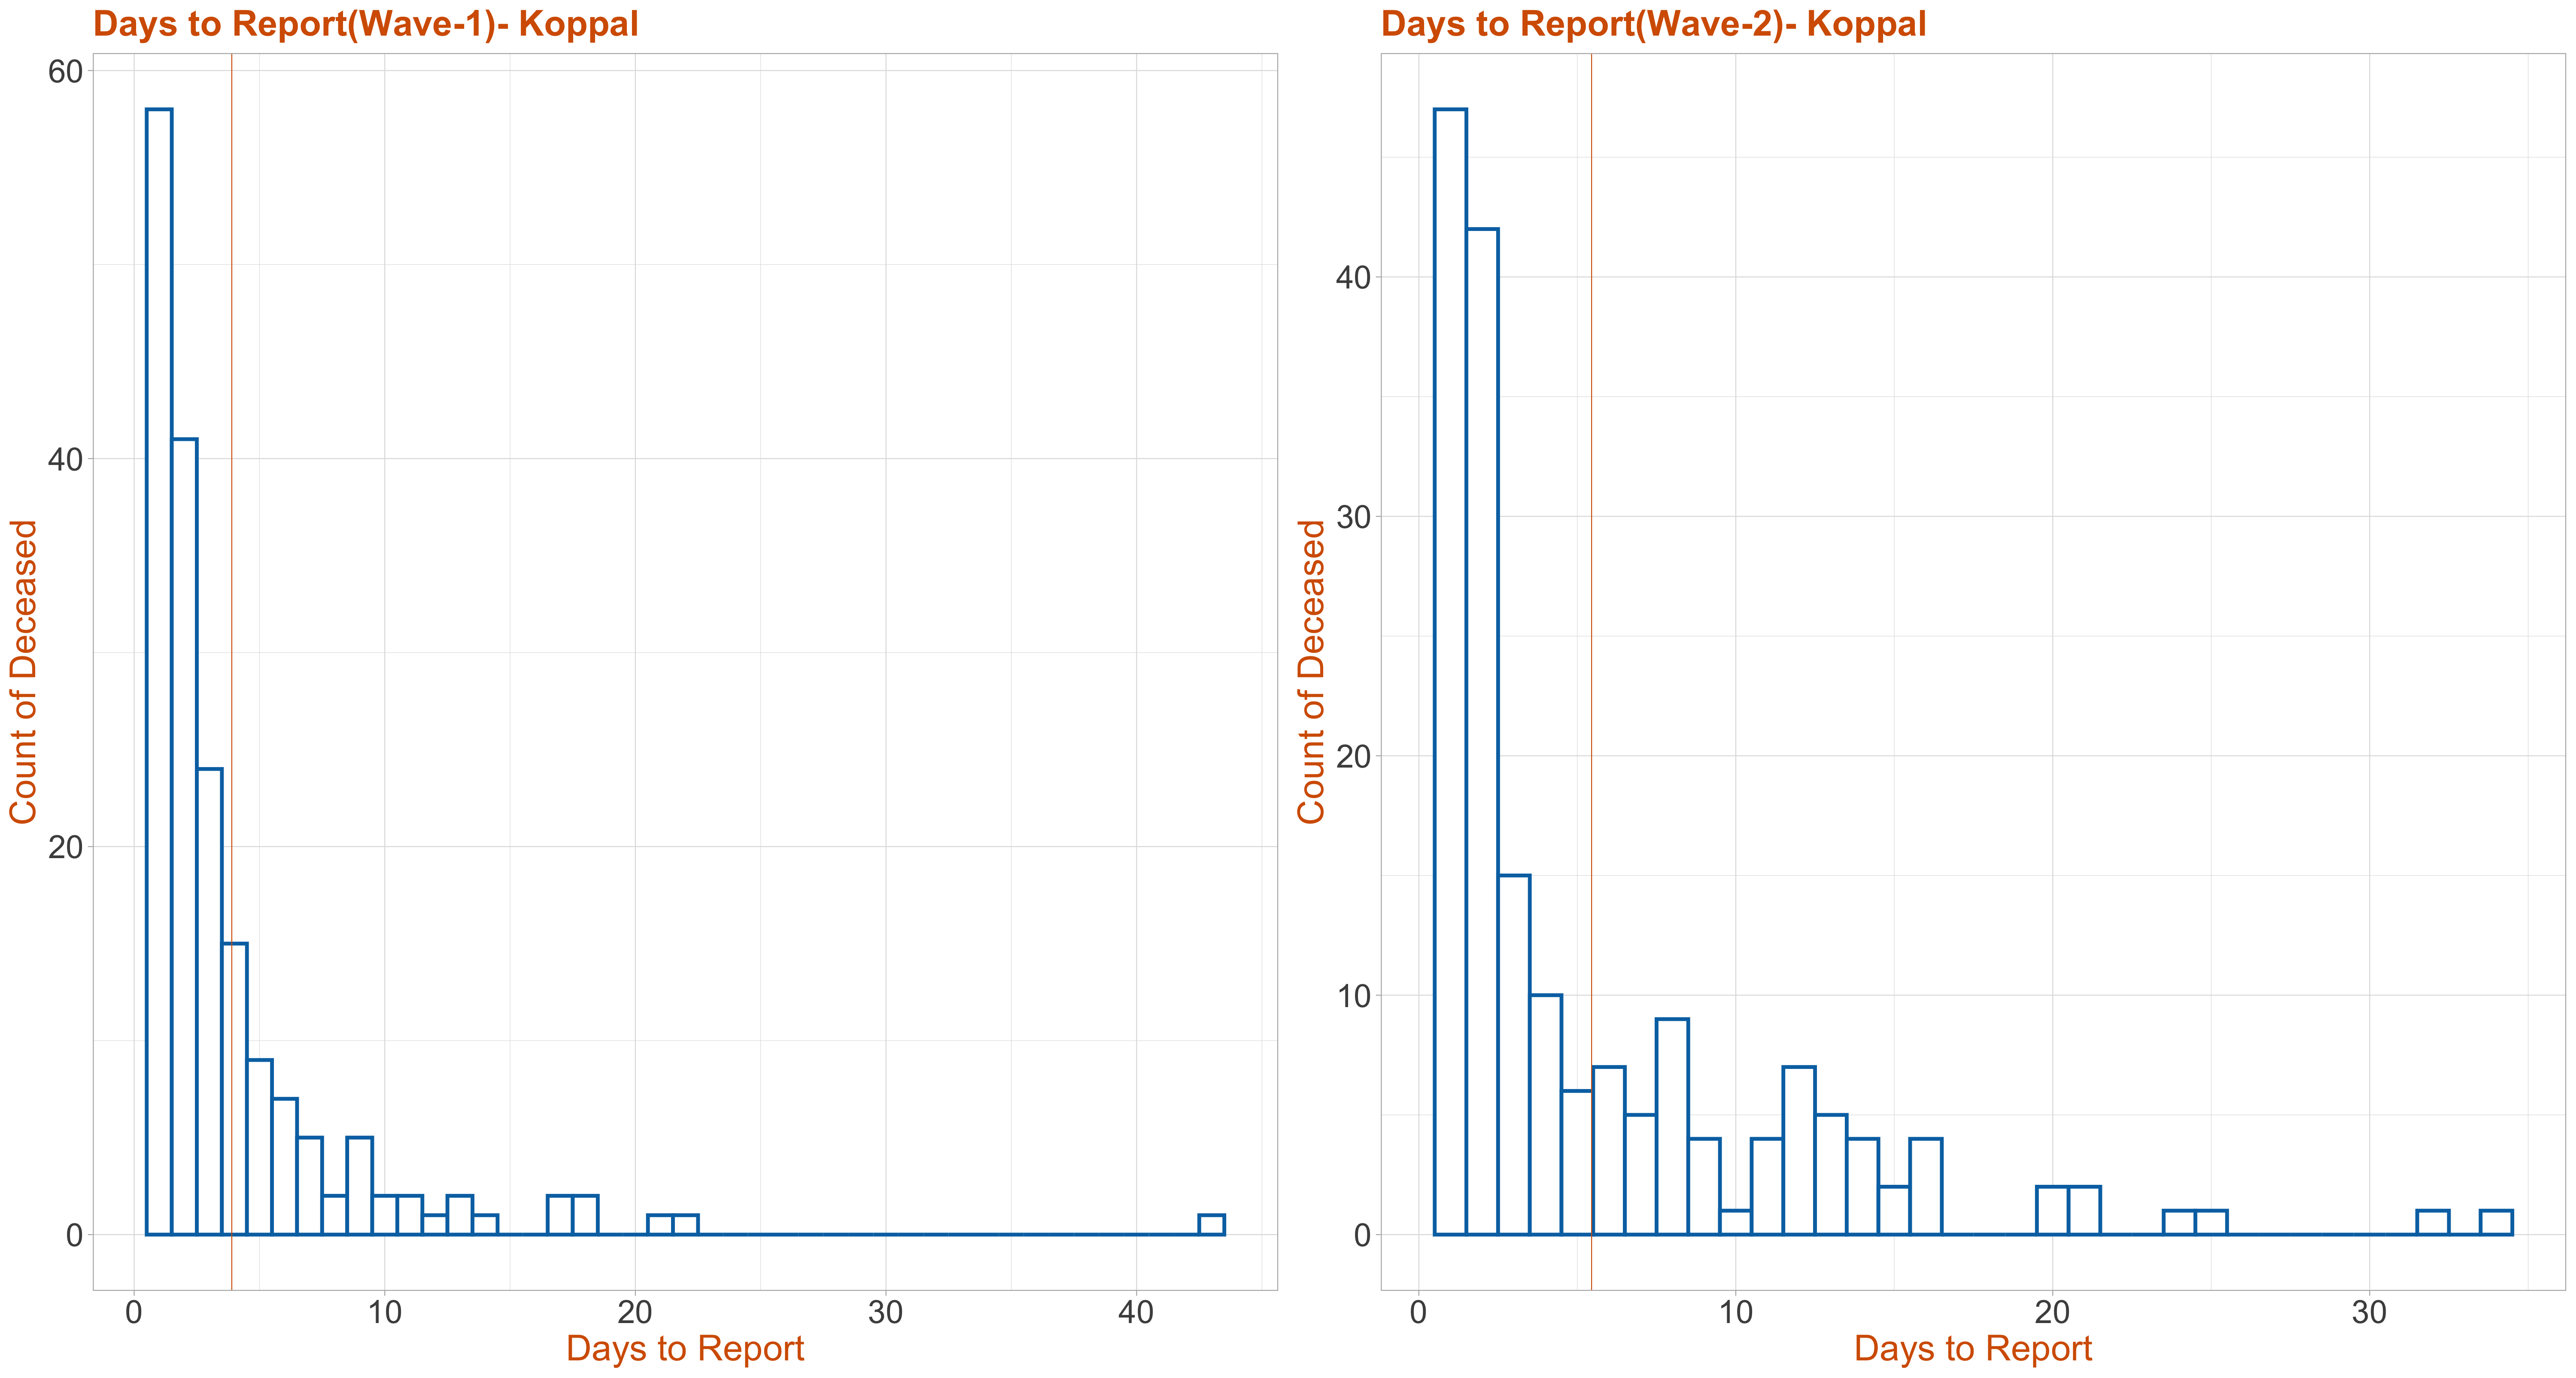 Days to Report(Wave-1)- Koppal
60
40
20
0
Count of Deceased
0 10 20 30 40
Days to Report
Days to Report(Wave-2)- Koppal
40
30
20
10
0
Count of Deceased
0 10 20 30
Days to Report